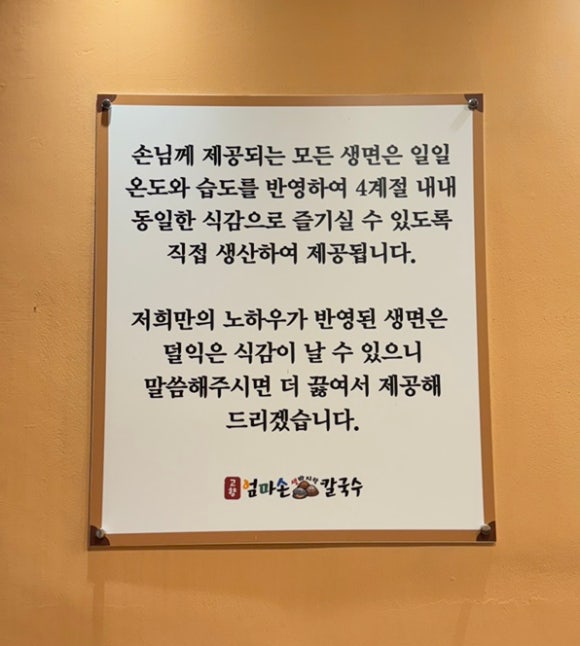 손님께 제공되는 모든 생면은 일일
온도와 습도를 반영하여 4계절 내내
동일한 식감으로 즐기실 수 있도록
직접 생산하여 제공됩니다.
저희만의 노하우가 반영된 생면은
덜익은 식감이 날 수 있으니
말씀해주시면 더 끓여서 제공해
드리겠습니다.
고향 엄마손 칼국수